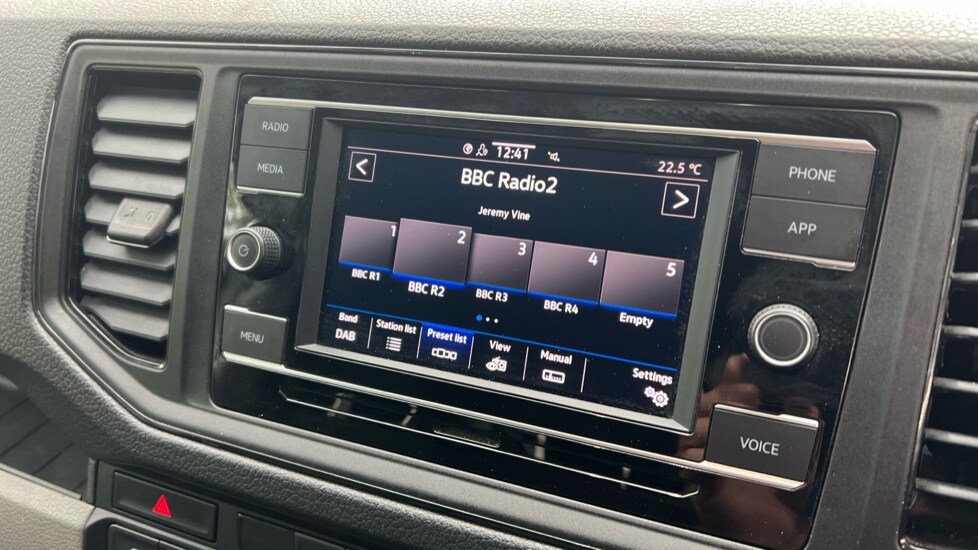 RADIO
MEDIA
MENU
12:41
22.5 °C
BBC Radio2
Jeremy Vine
1 2 3 4 5
BBC R1 BBC R2 BBC R3 BBC R4 Empty
Band Station list Preset list View Manual Settings
DAB
PHONE
APP
VOICE